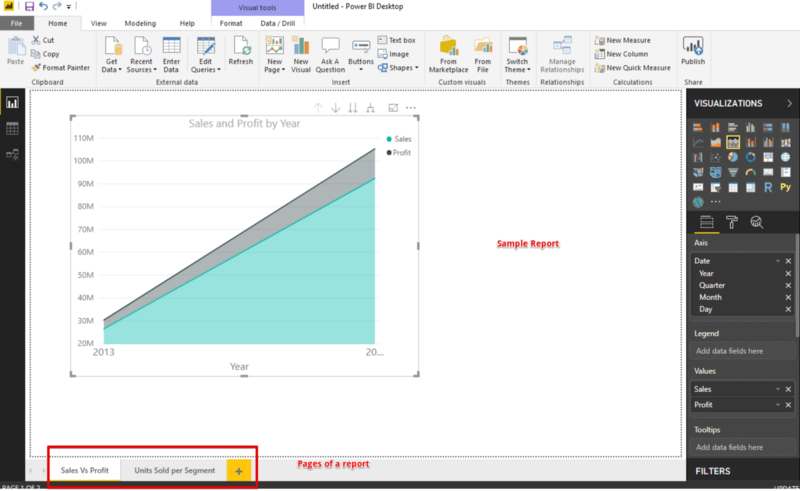 Visual tools
Untitled - Power BI Desktop
File Home View Modeling Help Format Data / Drill
Paste
Cut
Copy
Format Painter
Clipboard
Get Data
Recent Sources
Enter Data
Edit Queries
External data
Refresh
New Page
New Visual
Ask A Question
Buttons
Text box
Image
Shapes
Insert
From Marketplace
From File
Custom visuals
Switch Theme
Themes
Manage Relationships
Relationships
New Measure
New Column
New Quick Measure
Calculations
Publish
Share
Sales and Profit by Year
Sales
Profit
110M
100M
90M
80M
70M
60M
50M
40M
30M
20M
2013
20...
Year
Sample Report
VISUALIZATIONS
R Py
Axis
Date
Year
Quarter
Month
Day
Legend
Add data fields here
Values
Sales
Profit
Tooltips
Add data fields here
FILTERS
Sales Vs Profit
Units Sold per Segment
Pages of a report
PAGE 1 OF 2